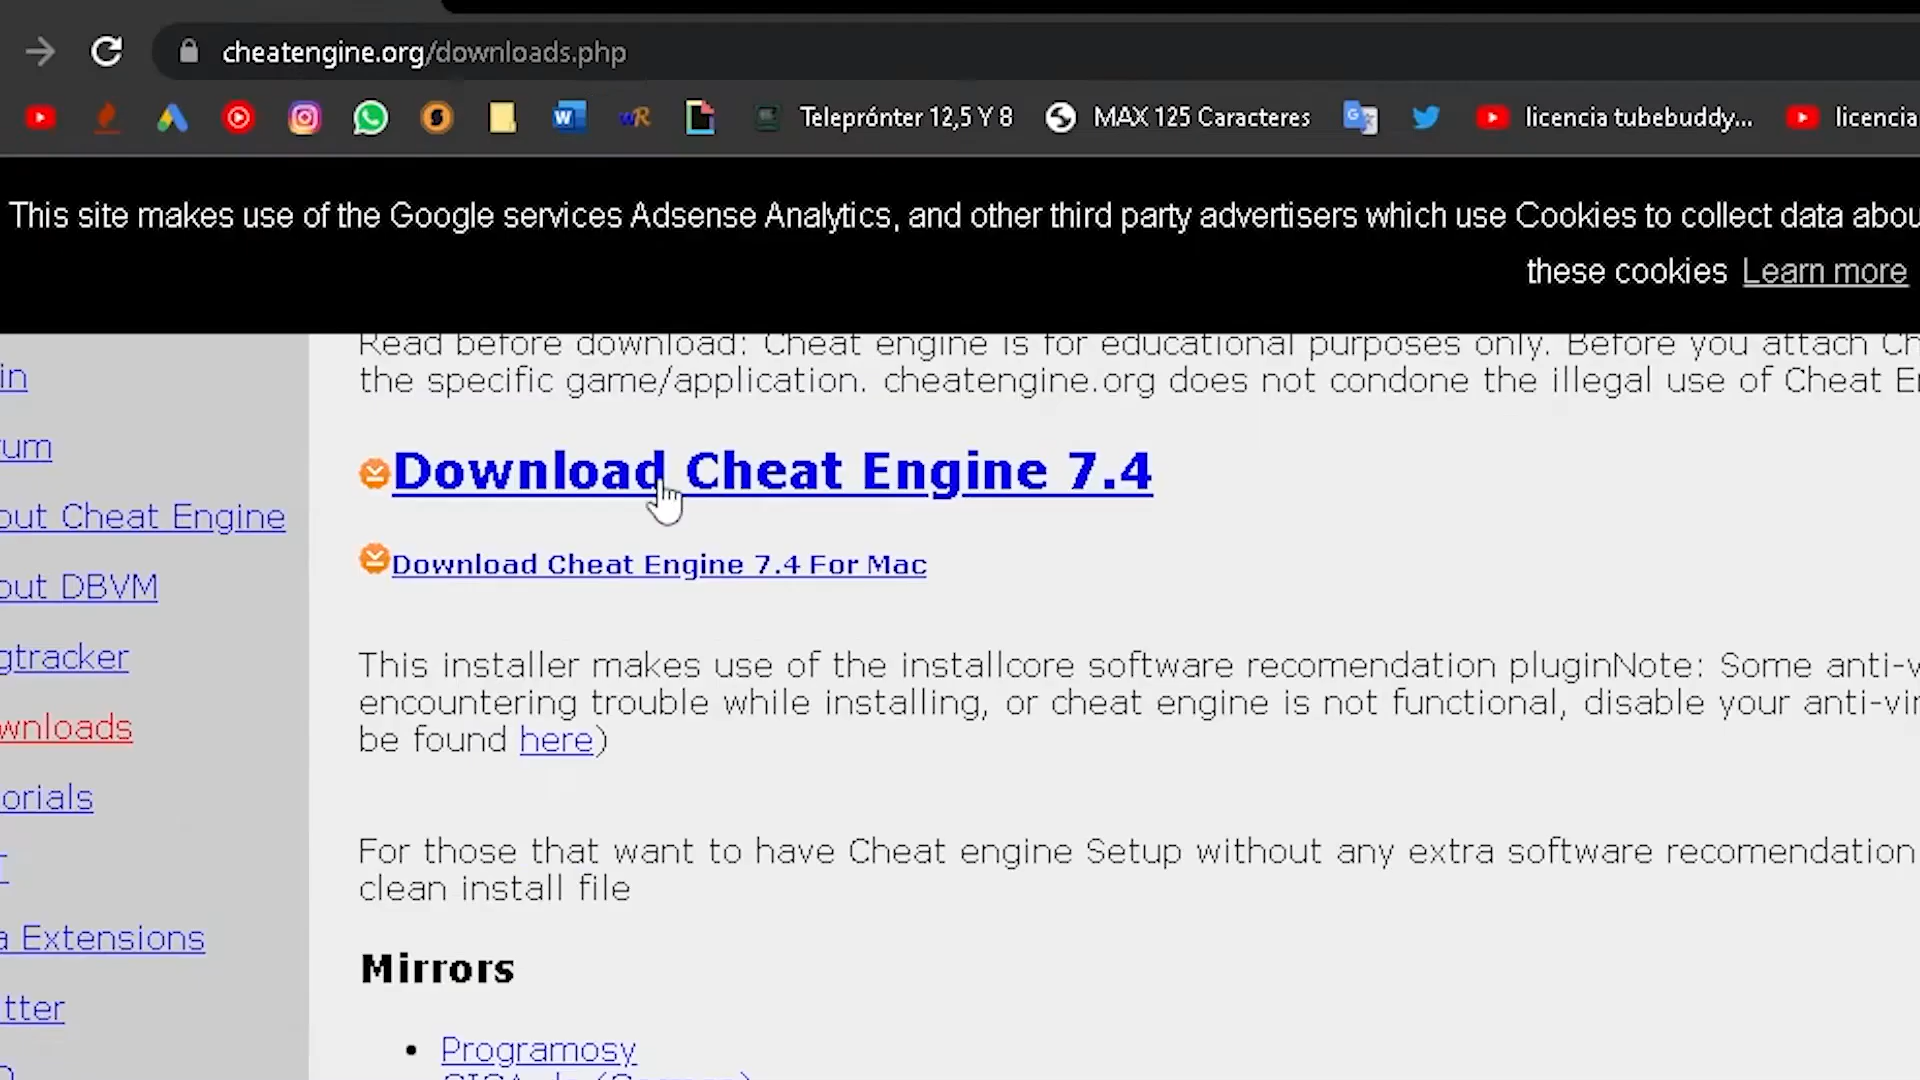 cheatengine.org/downloads.php
Teleprónter 12,5 Y 8
MAX 125 Caracteres
licencia tubebuddy...
licencia
This site makes use of the Google services Adsense Analytics, and other third party advertisers which use Cookies to collect data abou
these cookies Learn more
Read before download: Cheat engine is for educational purposes only. Before you attach Ch
the specific game/application. cheatengine.org does not condone the illegal use of Cheat E
in
rum
out Cheat Engine
out DBVM
gtracker
wnloads
orials
a Extensions
tter
Download Cheat Engine 7.4
Download Cheat Engine 7.4 For Mac
This installer makes use of the installcore software recomendation pluginNote: Some anti-v
encountering trouble while installing, or cheat engine is not functional, disable your anti-vir
be found here)
For those that want to have Cheat engine Setup without any extra software recomendation
clean install file
Mirrors
• Programosy